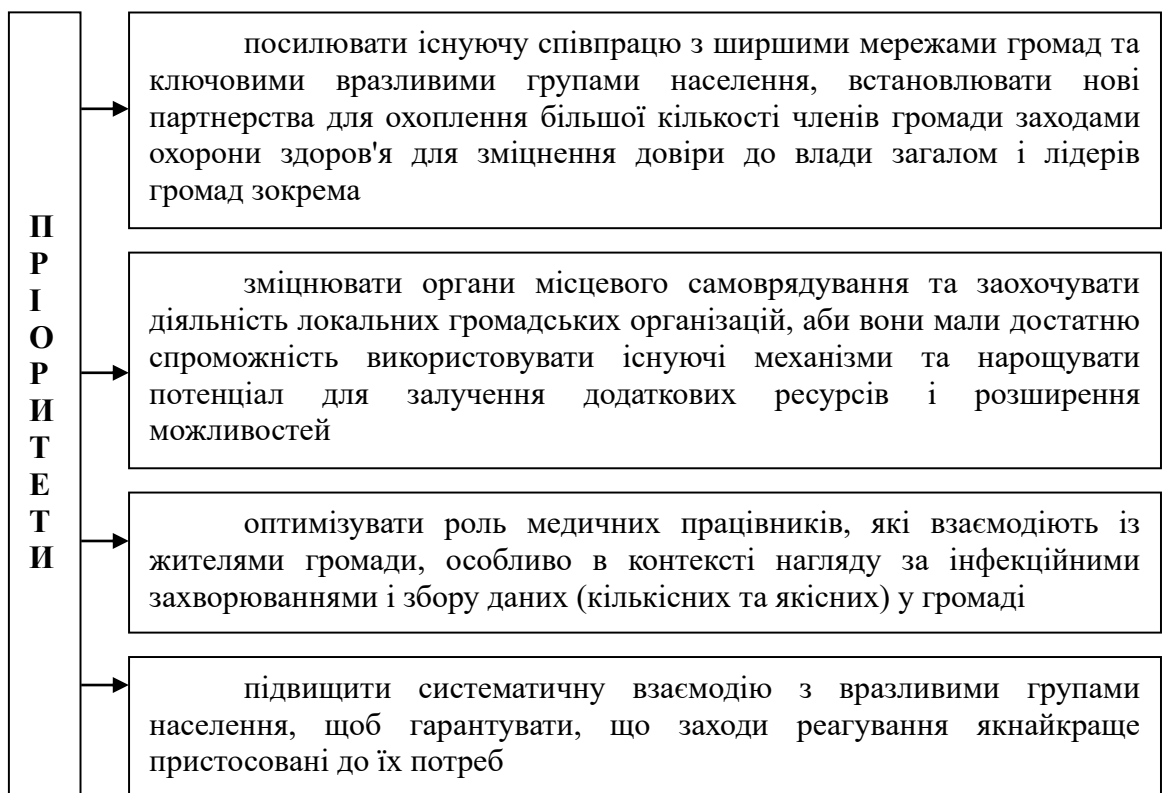 ПРІОРИТЕТИ
посилювати існуючу співпрацю з ширшими мережами громад та
ключовими вразливими групами населення, встановлювати нові
партнерства для охоплення більшої кількості членів громади заходами
охорони здоров'я для зміцнення довіри до влади загалом і лідерів
громад зокрема
зміцнювати органи місцевого самоврядування та заохочувати
діяльність локальних громадських організацій, аби вони мали достатню
спроможність використовувати існуючі механізми та нарощувати
потенціал для залучення додаткових ресурсів і розширення
можливостей
оптимізувати роль медичних працівників, які взаємодіють із
жителями громади, особливо в контексті нагляду за інфекційними
захворюваннями і збору даних (кількісних та якісних) у громаді
підвищити систематичну взаємодію з вразливими групами
населення, щоб гарантувати, що заходи реагування якнайкраще
пристосовані до їх потреб